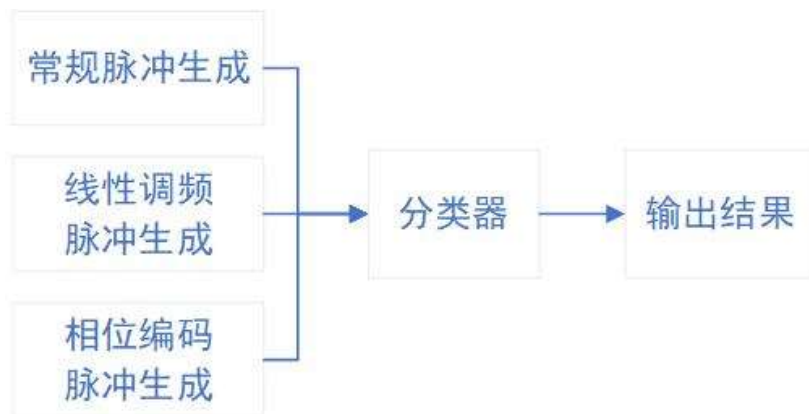 常规脉冲生成
线性调频
脉冲生成
相位编码
脉冲生成
分类器
输出结果